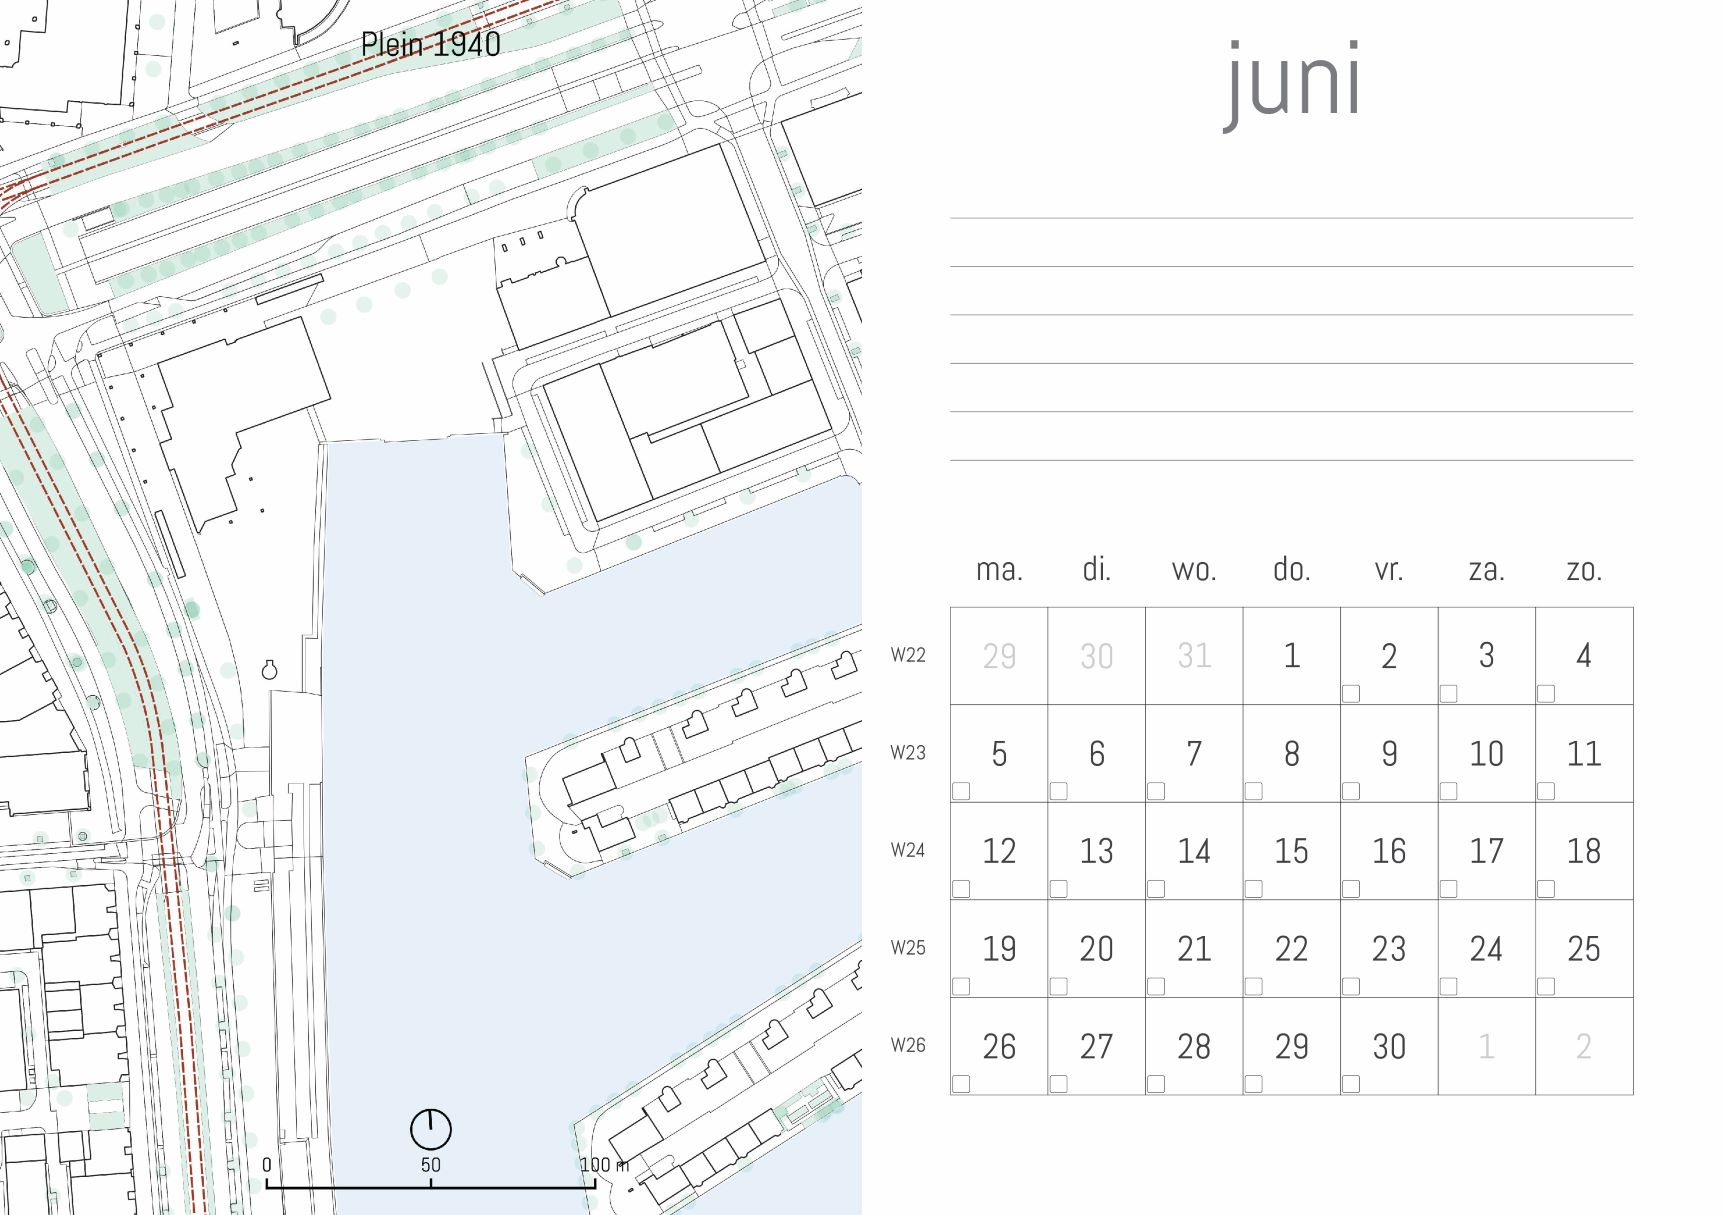 Plein 1940
0 50 100 m
juni
ma. di. wo. do. vr. za. zo.
W22 29 30 31 1 2 3 4
W23 5 6 7 8 9 10 11
W24 12 13 14 15 16 17 18
W25 19 20 21 22 23 24 25
W26 26 27 28 29 30 1 2